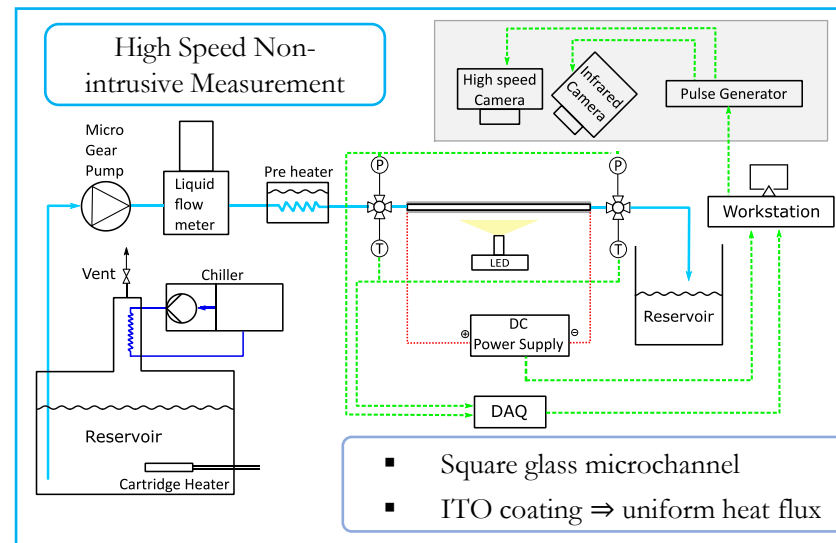 High Speed Non-
intrusive Measurement
High speed
Camera
Infrared
Camera
Pulse Generator
Micro
Gear
Pump
Liquid
flow
meter
Pre heater
P
P
T
T
LED
Workstation
Vent
Chiller
DC
Power Supply
⊕
⊖
Reservoir
DAQ
Reservoir
Cartridge Heater
▪ Square glass microchannel
▪ ITO coating ⇒ uniform heat flux